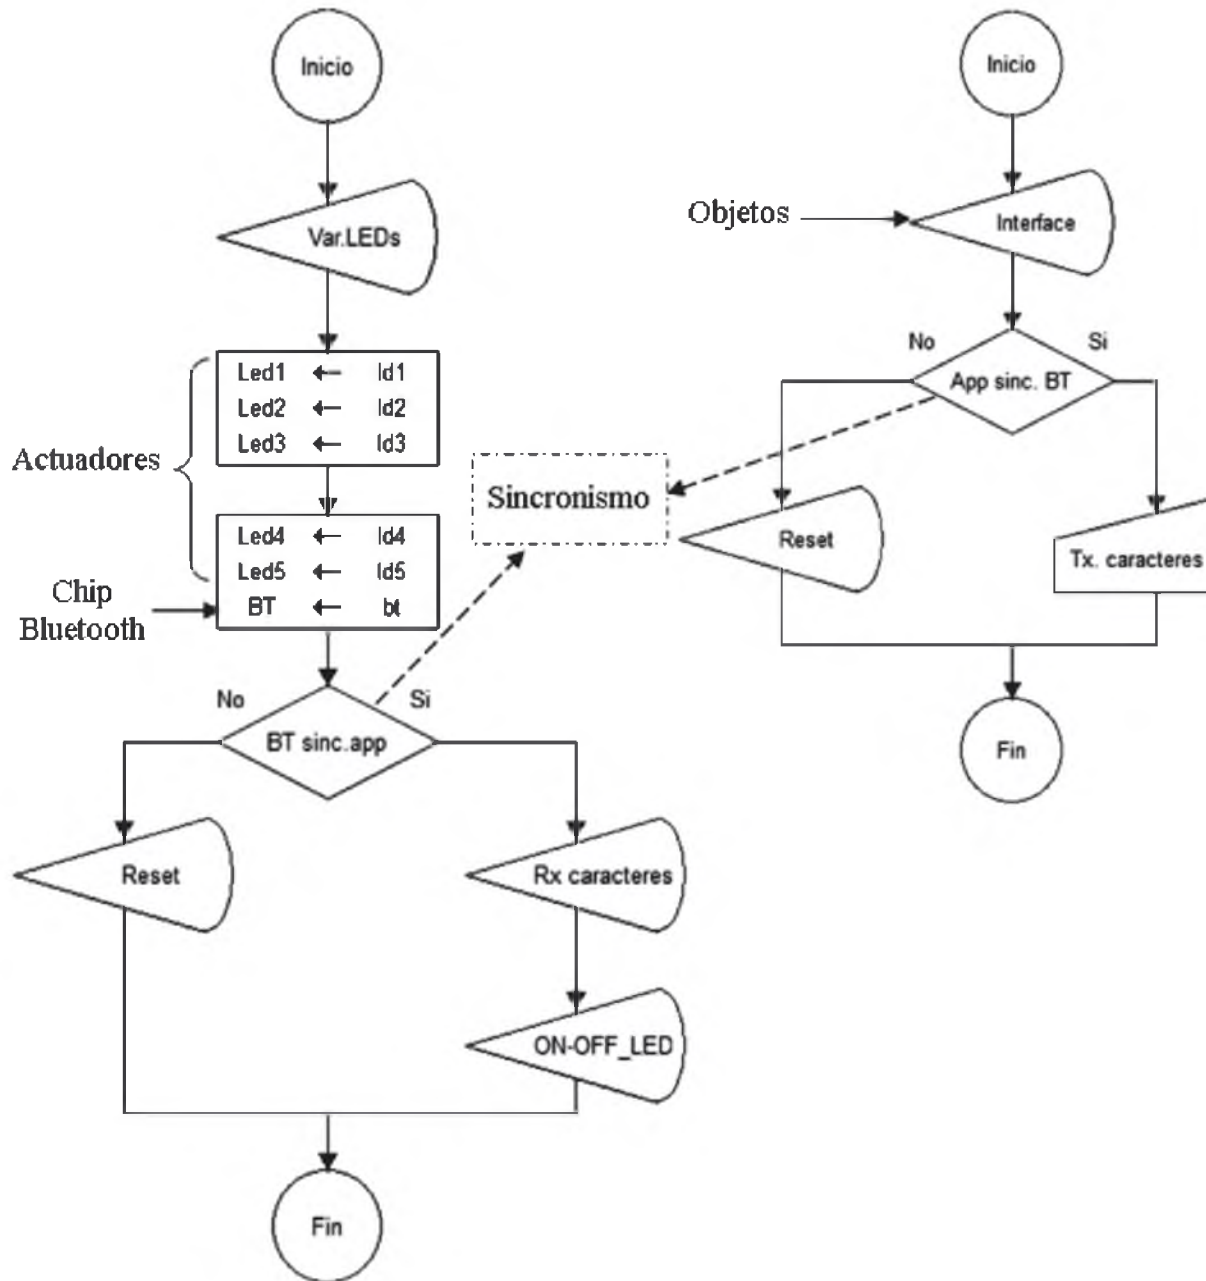 Inicio
Var.LEDs
Led1 ← ld1
Led2 ← ld2
Led3 ← ld3
Actuadores
Led4 ← ld4
Led5 ← ld5
BT ← bt
Chip
Bluetooth
No
Si
BT sinc.app
Reset
Rx caracteres
ON-OFF_LED
Fin
Sincronismo
Inicio
Objetos
Interface
No
Si
App sinc. BT
Reset
Tx. caracteres
Fin